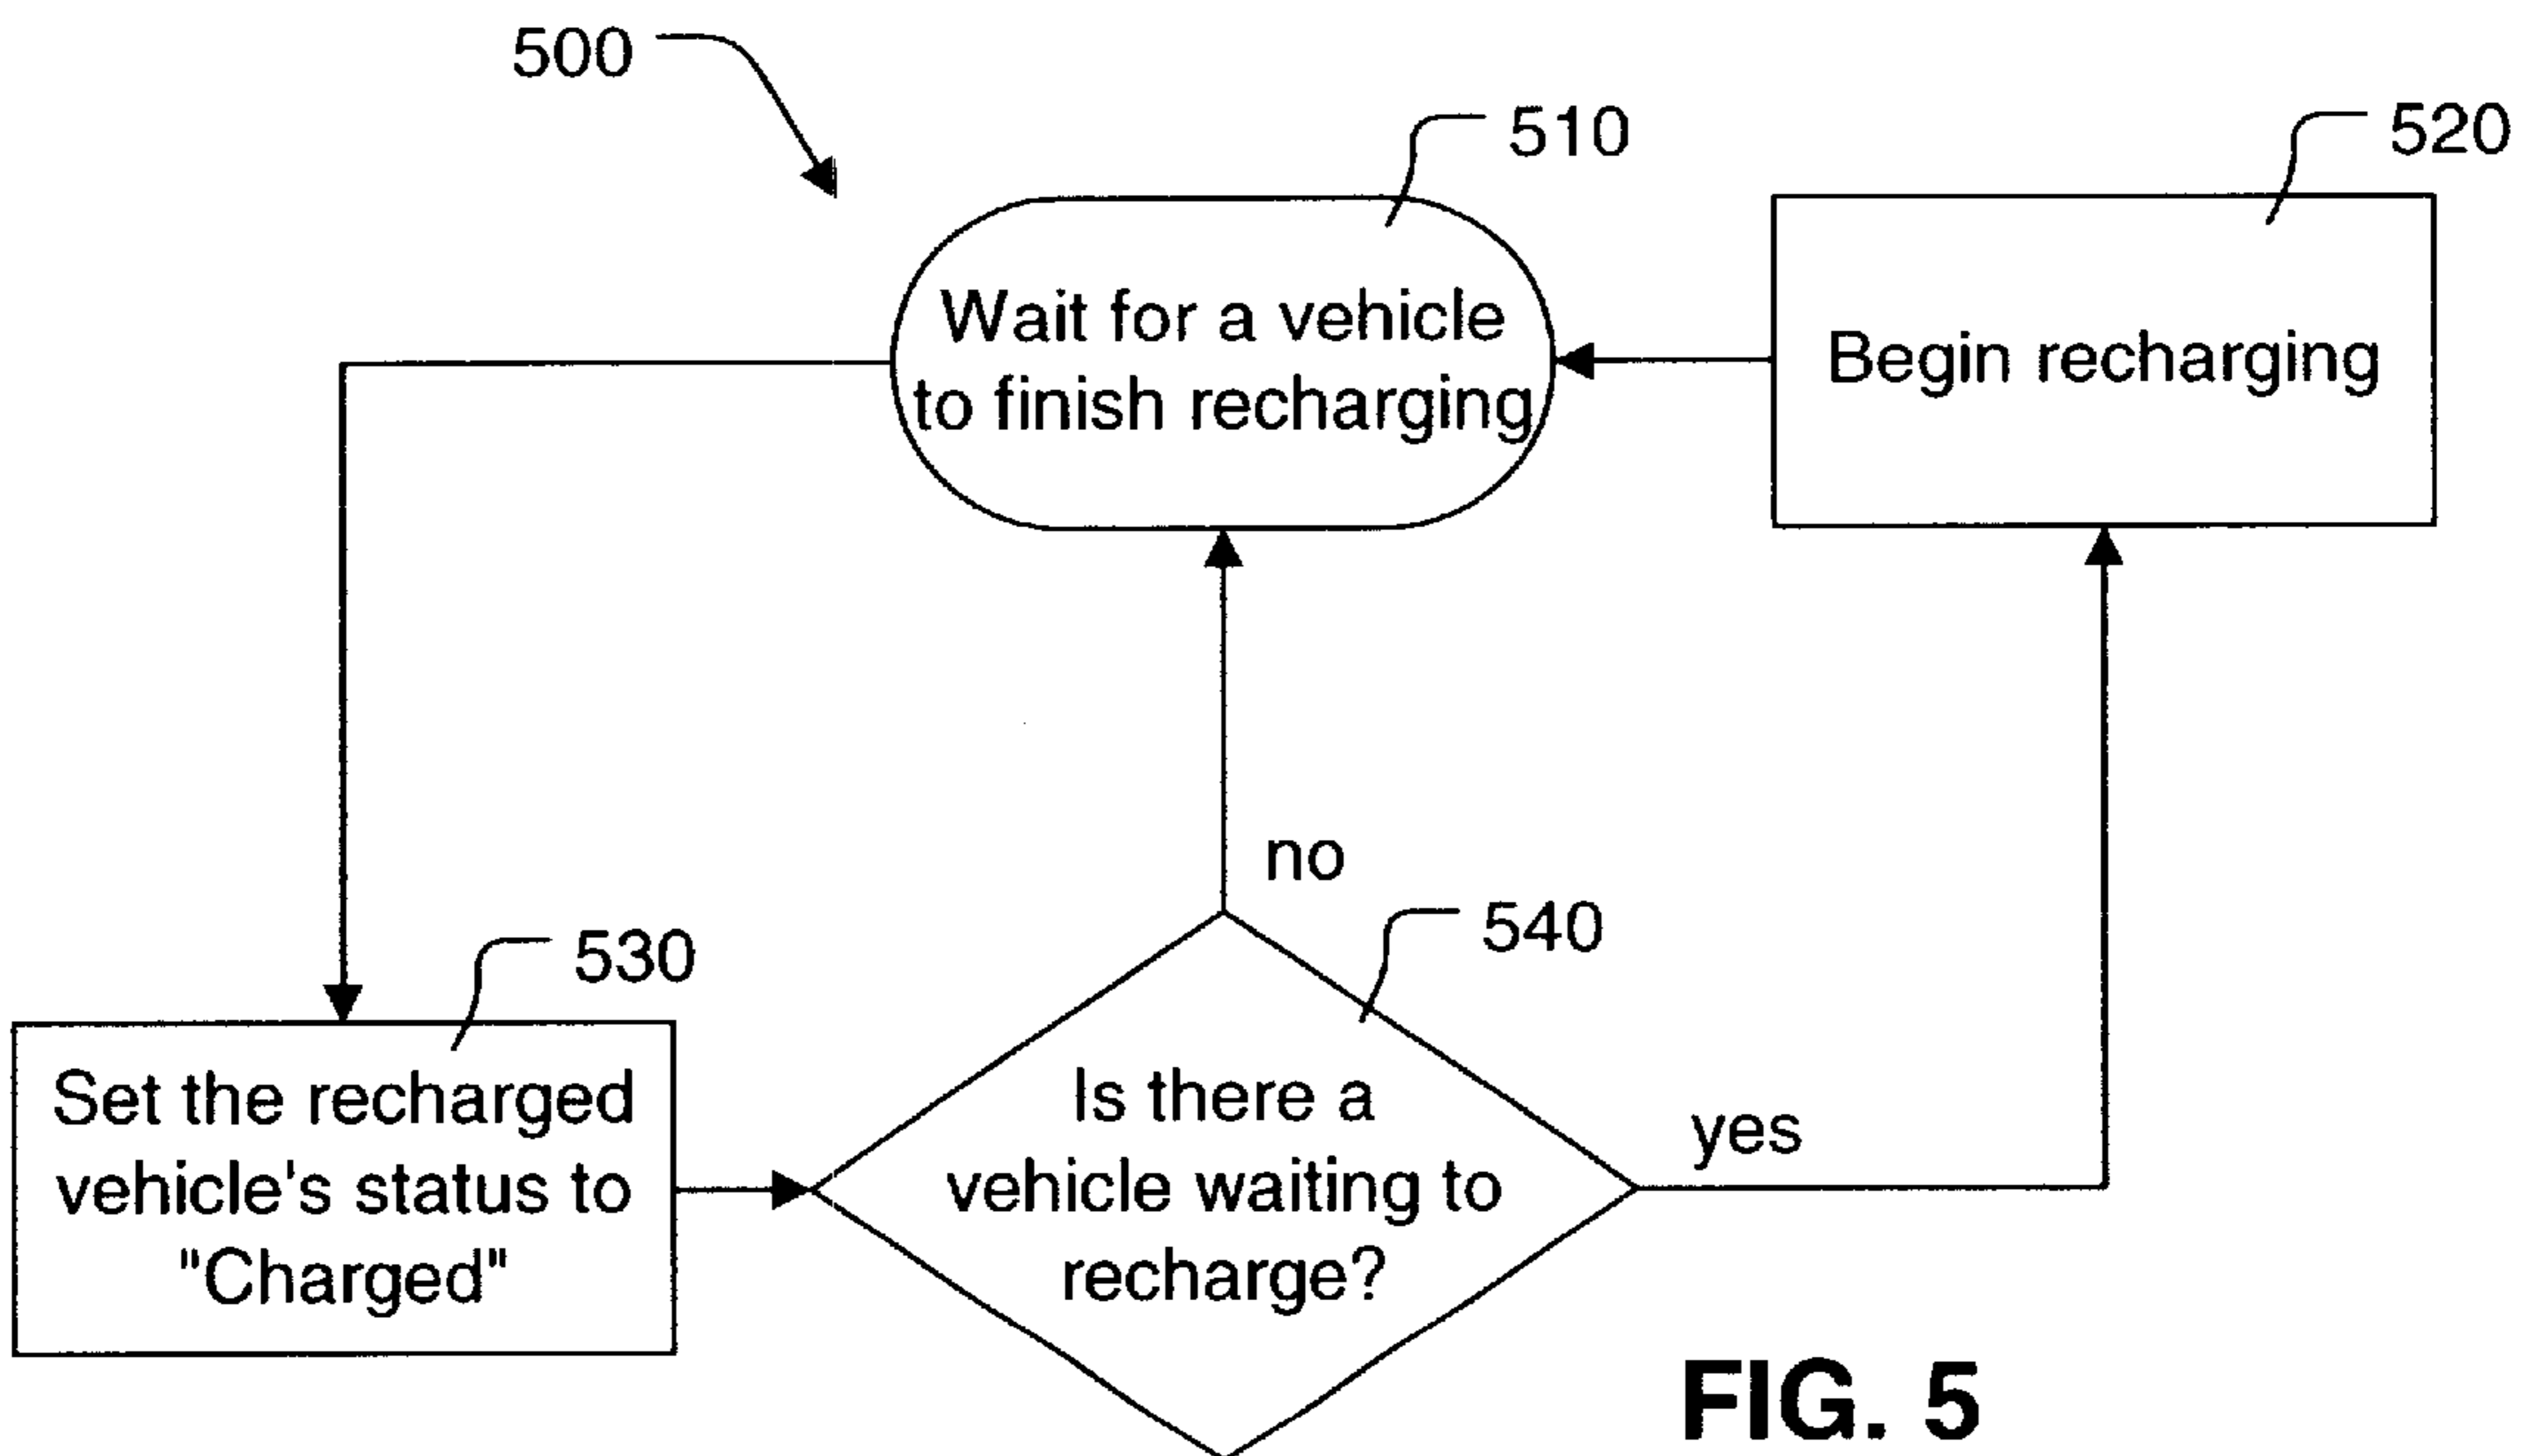 500
510
520
Wait for a vehicle
to finish recharging
Begin recharging
no
540
530
Set the recharged
vehicle's status to
"Charged"
Is there a
vehicle waiting to
recharge?
yes
FIG. 5